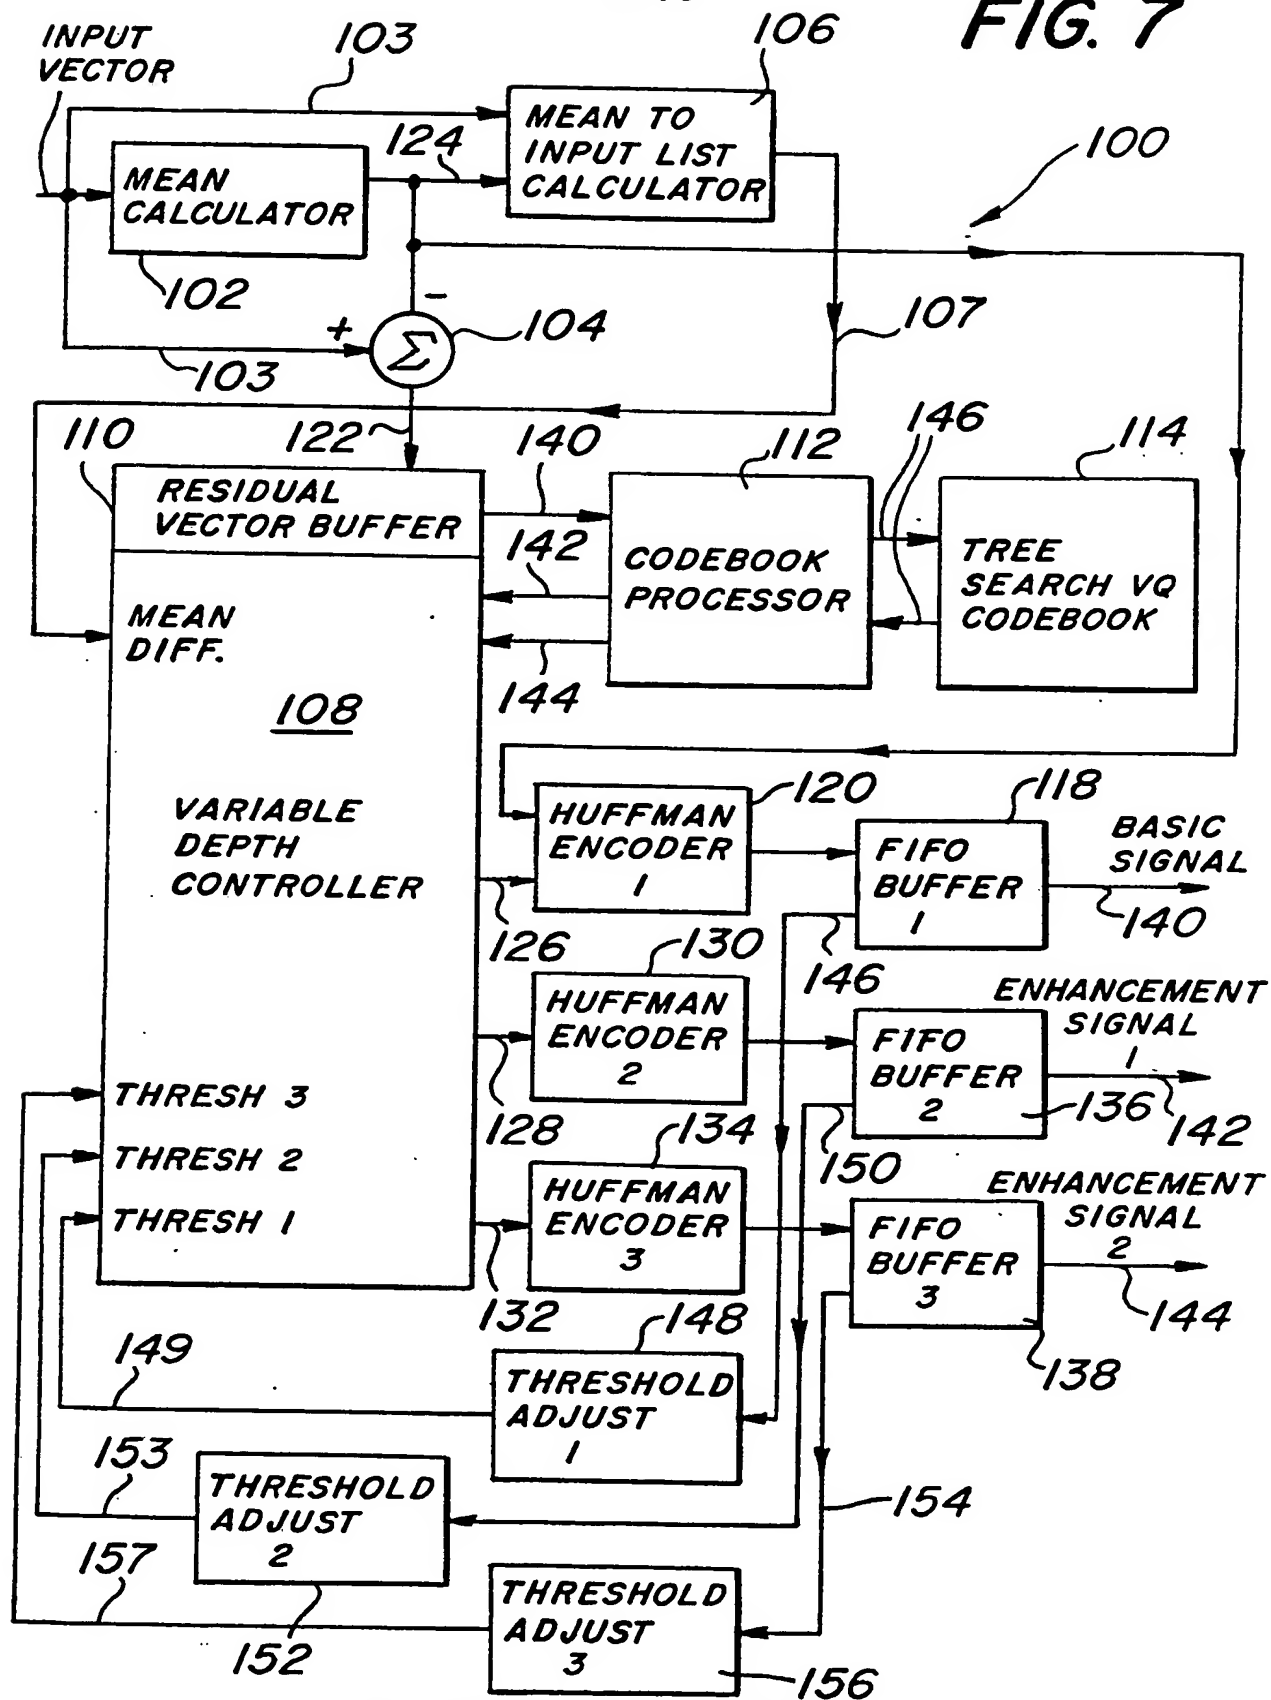 FIG. 7
INPUT
VECTOR
103
106
MEAN TO
INPUT LIST
CALCULATOR
124
100
MEAN
CALCULATOR
102
-
+
Σ
104
107
103
110
122
140
112
146
114
RESIDUAL
VECTOR BUFFER
142
CODEBOOK
PROCESSOR
TREE
SEARCH VQ
CODEBOOK
MEAN
DIFF.
144
108
VARIABLE
DEPTH
CONTROLLER
120
HUFFMAN
ENCODER
1
118
FIFO
BUFFER
1
BASIC
SIGNAL
140
126
130
146
HUFFMAN
ENCODER
2
ENHANCEMENT
SIGNAL
1
FIFO
BUFFER
2
136
142
THRESH 3
128
134
150
THRESH 2
HUFFMAN
ENCODER
3
ENHANCEMENT
SIGNAL
2
THRESH 1
FIFO
BUFFER
3
144
132
148
138
149
THRESHOLD
ADJUST
1
153
THRESHOLD
ADJUST
2
154
157
THRESHOLD
ADJUST
3
152
156